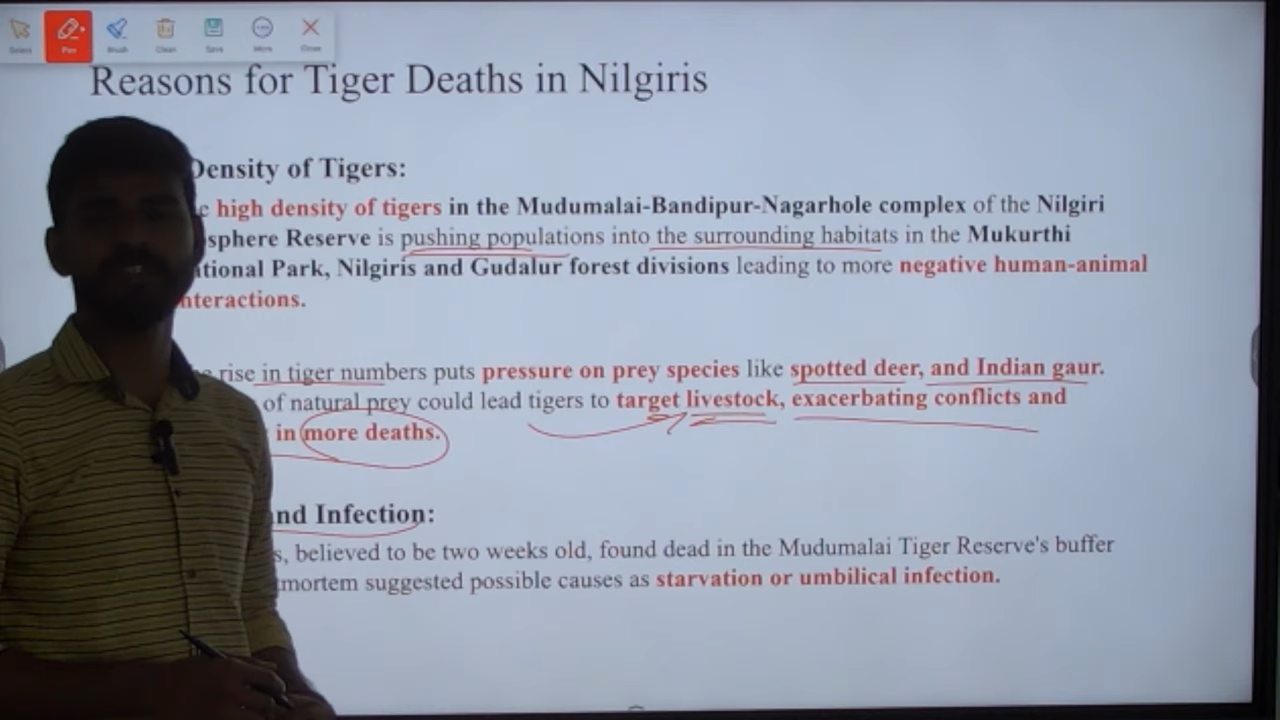 Select Pen Brush Clean Save More Close
Reasons for Tiger Deaths in Nilgiris
Density of Tigers:
high density of tigers in the Mudumalai-Bandipur-Nagarhole complex of the Nilgiri
sphere Reserve is pushing populations into the surrounding habitats in the Mukurthi
tional Park, Nilgiris and Gudalur forest divisions leading to more negative human-animal
nteractions.
rise in tiger numbers puts pressure on prey species like spotted deer, and Indian gaur.
of natural prey could lead tigers to target livestock, exacerbating conflicts and
in more deaths.
nd Infection:
s, believed to be two weeks old, found dead in the Mudumalai Tiger Reserve's buffer
mortem suggested possible causes as starvation or umbilical infection.